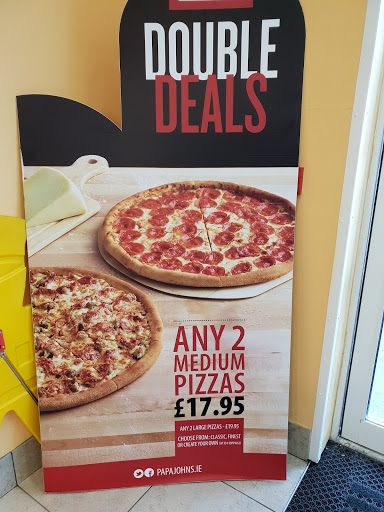 DOUBLE
DEALS
ANY 2
MEDIUM
PIZZAS
£17.95
ANY 2 LARGE PIZZAS - £19.95
CHOOSE FROM: CLASSIC, FINEST
OR CREATE YOUR OWN
PAPAJOHNS.IE